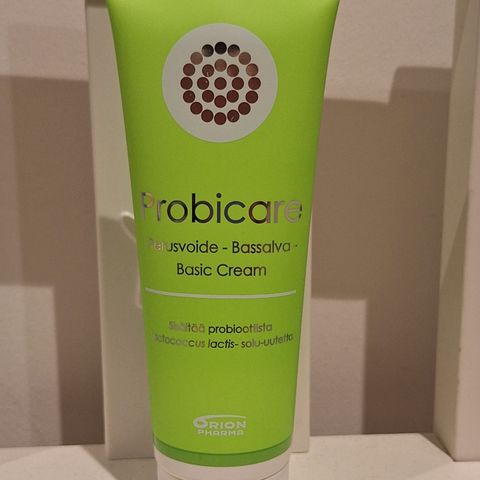 Probicare
Perusvoide - Bassalva -
Basic Cream
Sisältää probioottista
Lactococcus lactis- solu-uutetta
ORION
PHARMA